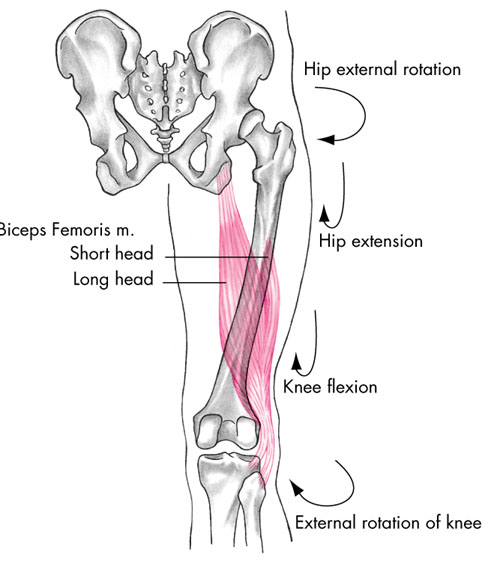 Hip external rotation
Biceps Femoris m.
Short head
Long head
Hip extension
Knee flexion
External rotation of knee